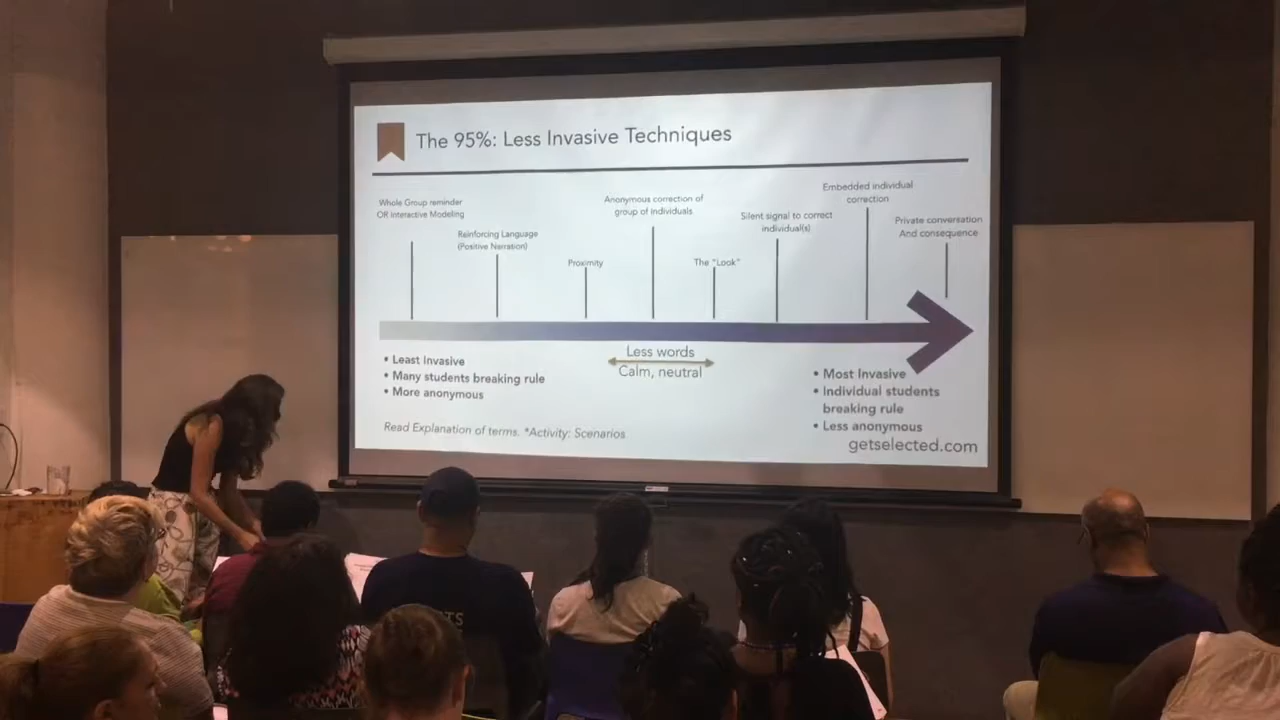 The 95%: Less Invasive Techniques
Whole Group reminder
OR Interactive Modeling
Reinforcing Language
(Positive Narration)
Proximity
Anonymous correction of
group of individuals
The "Look"
Silent signal to correct
individual(s)
Embedded individual
correction
Private conversation
And consequence
Less words
Calm, neutral
• Least Invasive
• Many students breaking rule
• More anonymous
• Most Invasive
• Individual students
breaking rule
• Less anonymous
Read Explanation of terms. *Activity: Scenarios
getselected.com